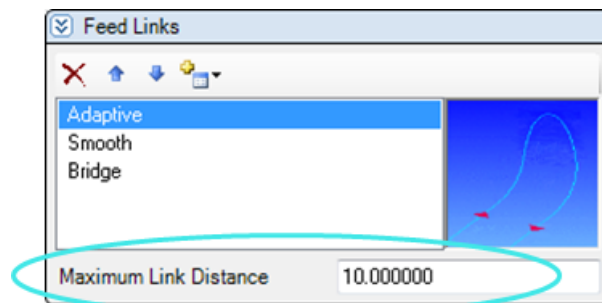 Feed Links
Adaptive
Smooth
Bridge
Maximum Link Distance 10.000000